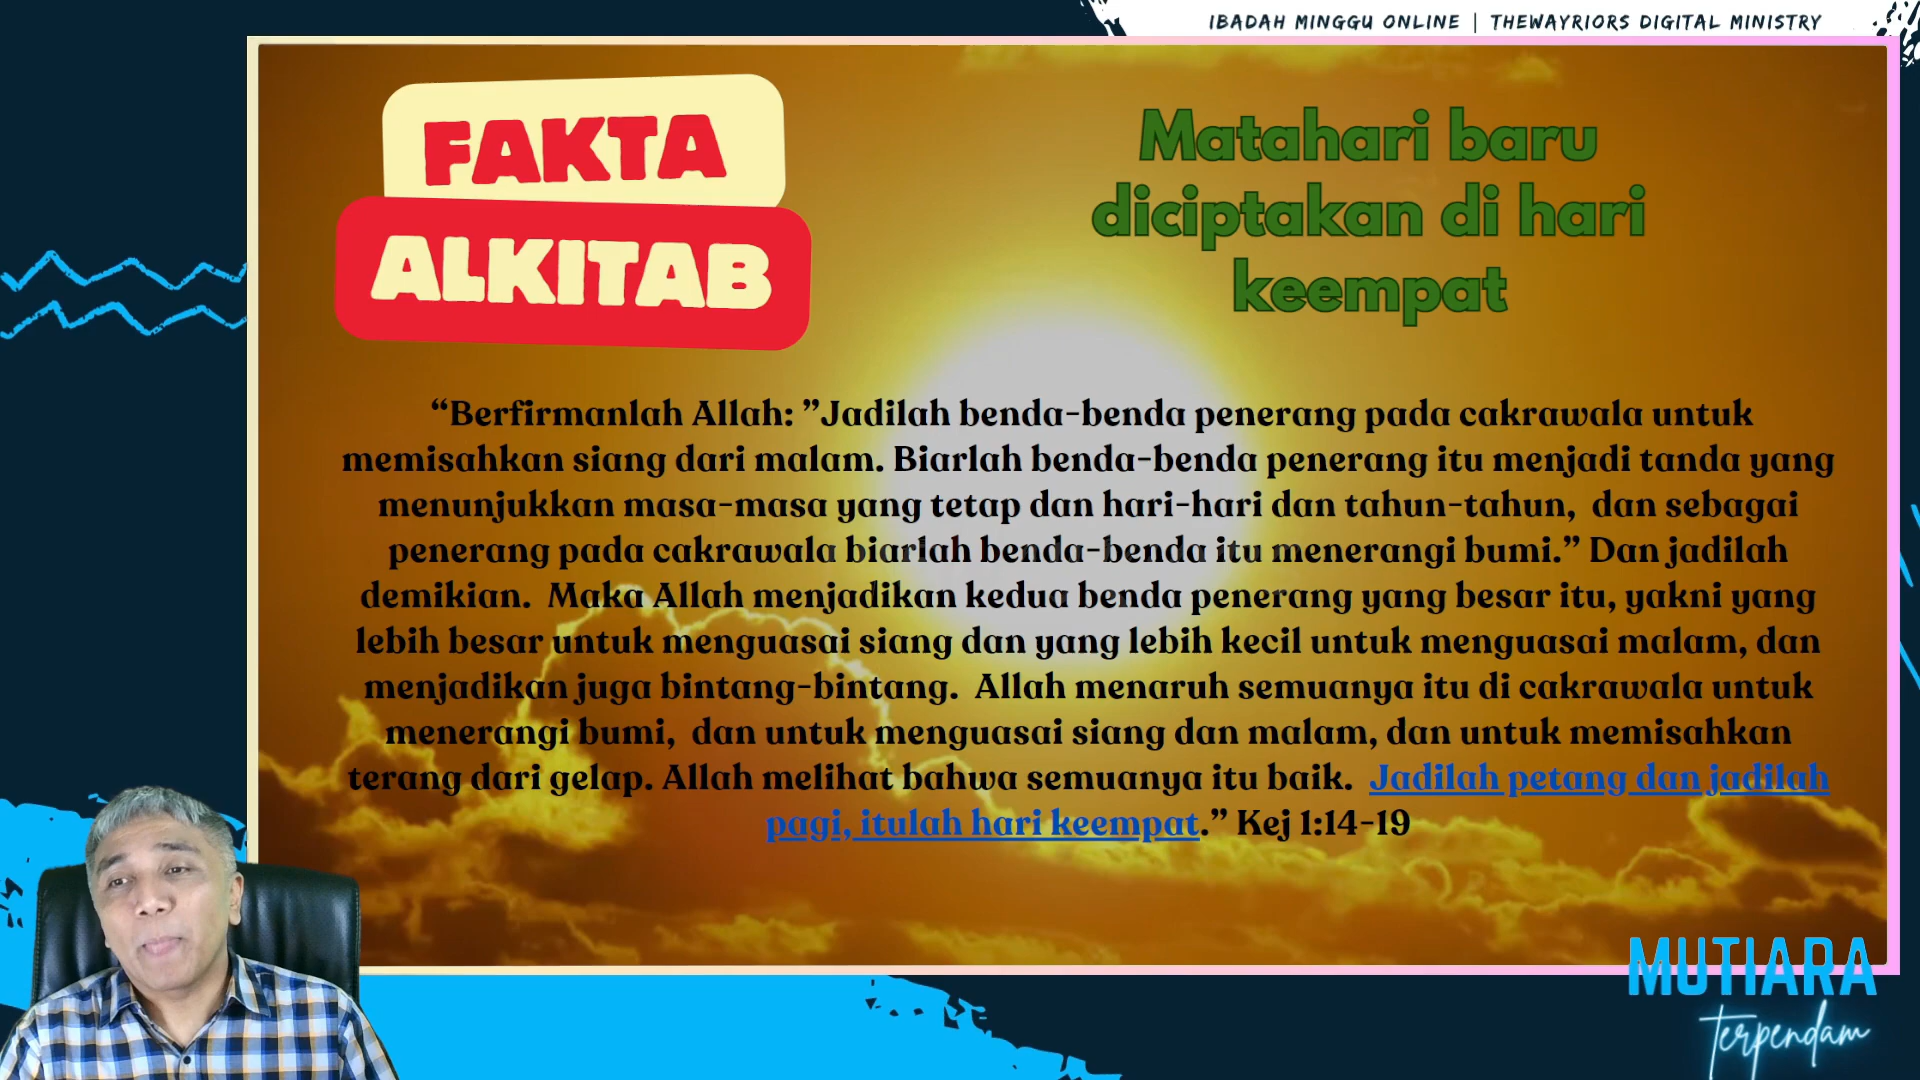 IBADAH MINGGU ONLINE | THEWAYRIORS DIGITAL MINISTRY
FAKTA
ALKITAB
Matahari baru
diciptakan di hari
keempat
“Berfirmanlah Allah: ”Jadilah benda-benda penerang pada cakrawala untuk
memisahkan siang dari malam. Biarlah benda-benda penerang itu menjadi tanda yang
menunjukkan masa-masa yang tetap dan hari-hari dan tahun-tahun,  dan sebagai
penerang pada cakrawala biarlah benda-benda itu menerangi bumi.” Dan jadilah
demikian.  Maka Allah menjadikan kedua benda penerang yang besar itu, yakni yang
lebih besar untuk menguasai siang dan yang lebih kecil untuk menguasai malam, dan
menjadikan juga bintang-bintang.  Allah menaruh semuanya itu di cakrawala untuk
menerangi bumi,  dan untuk menguasai siang dan malam, dan untuk memisahkan
terang dari gelap. Allah melihat bahwa semuanya itu baik.  Jadilah petang dan jadilah
pagi, itulah hari keempat.” Kej 1:14-19
MUTIARA
Terpendam